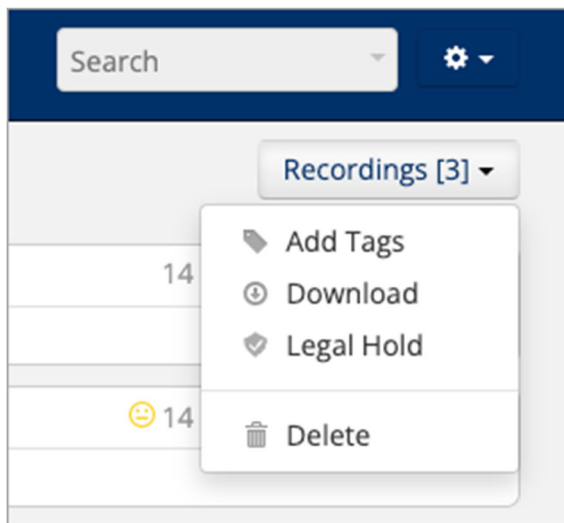 Search
Recordings [3]
Add Tags
14
Download
Legal Hold
14
Delete